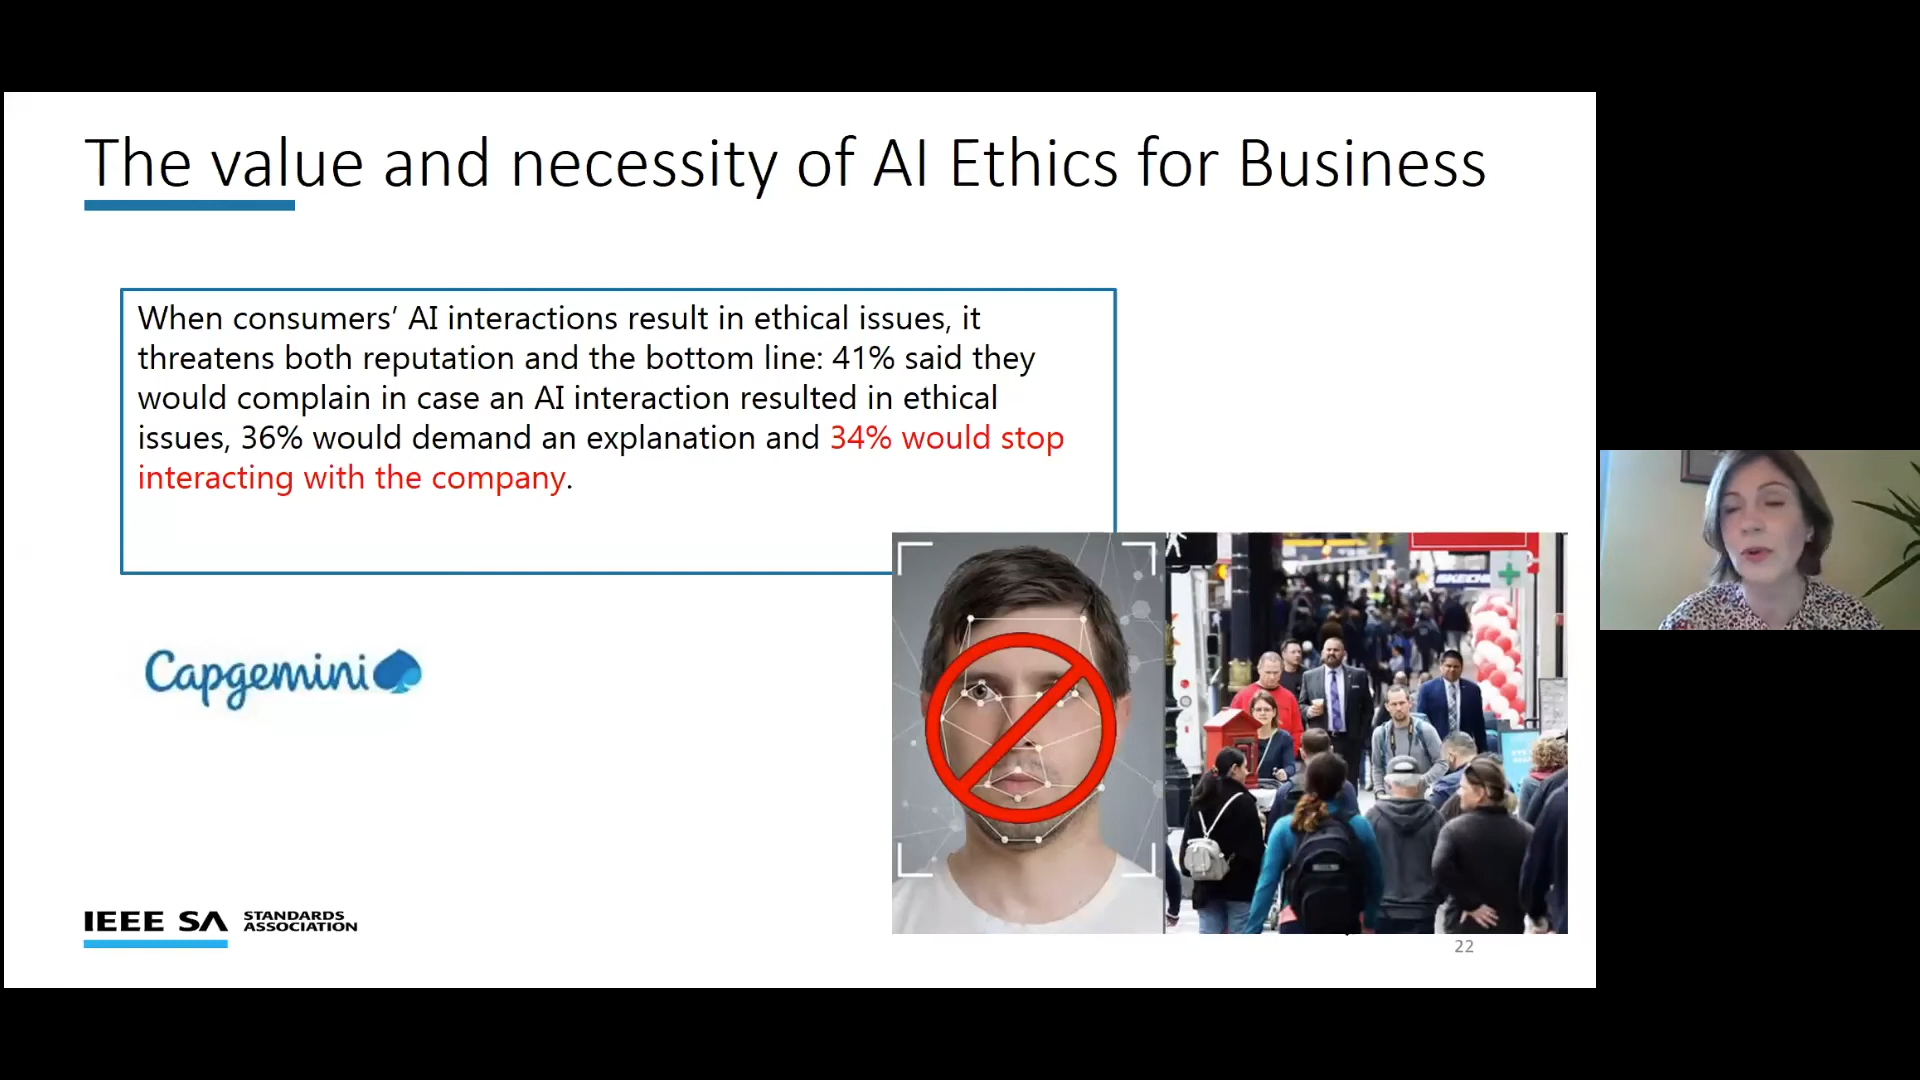 The value and necessity of AI Ethics for Business
When consumers’ AI interactions result in ethical issues, it
threatens both reputation and the bottom line: 41% said they
would complain in case an AI interaction resulted in ethical
issues, 36% would demand an explanation and 34% would stop
interacting with the company.
Capgemini
IEEE SA STANDARDS
ASSOCIATION
22